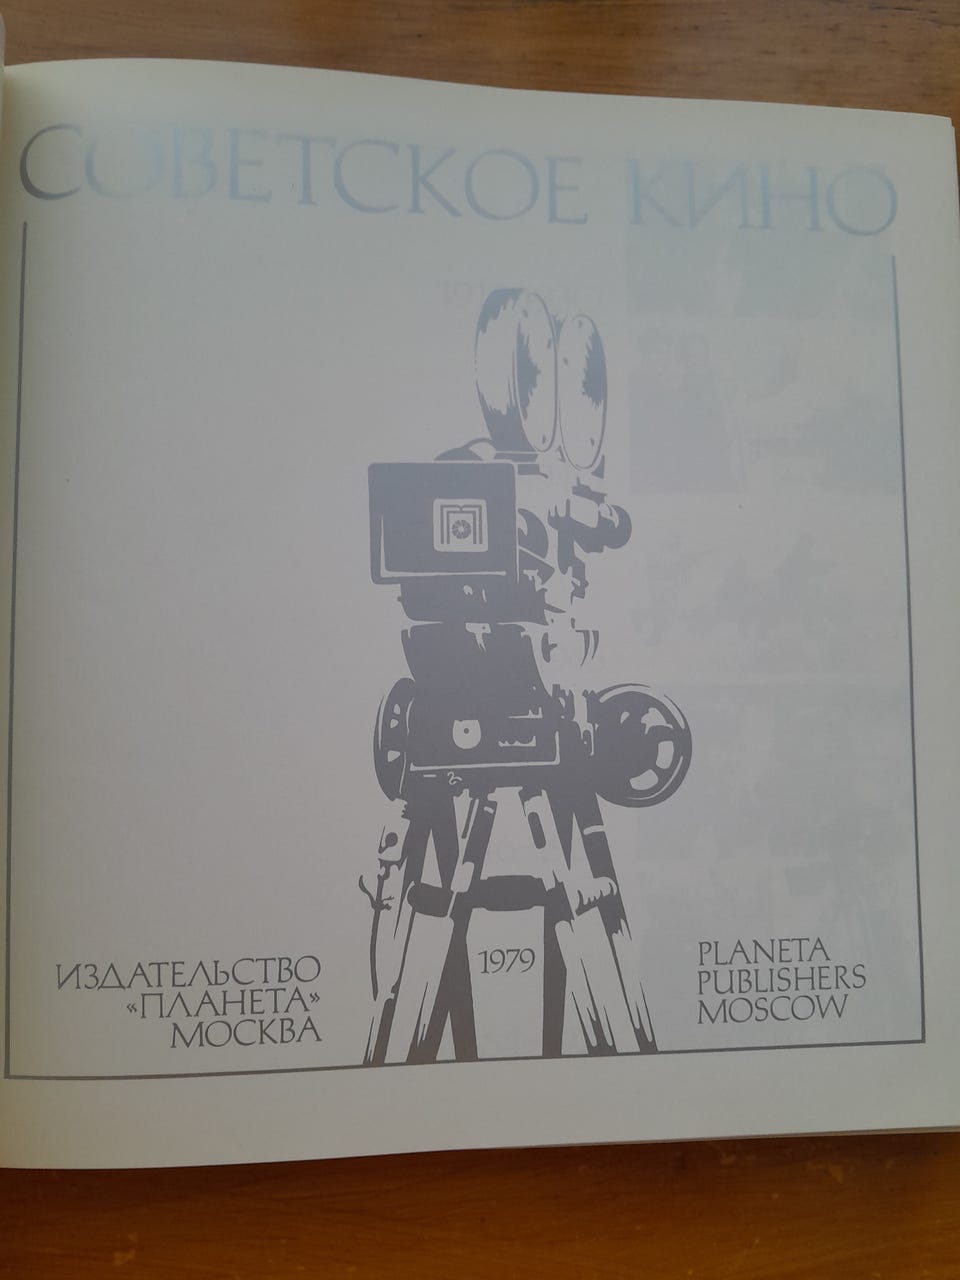 СОВЕТСКОЕ КИНО
1979
ИЗДАТЕЛЬСТВО
«ПЛАНЕТА»
МОСКВА
PLANETA
PUBLISHERS
MOSCOW